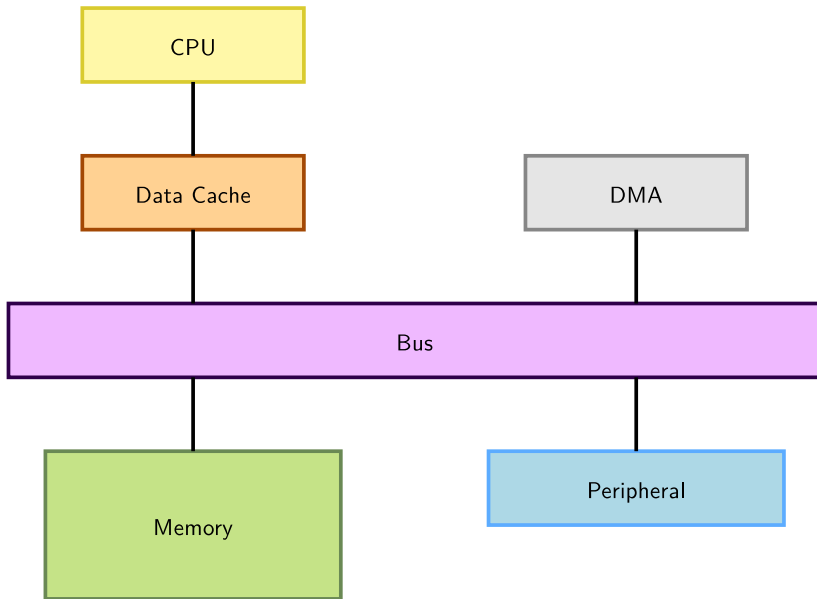 CPU
Data Cache
DMA
Bus
Peripheral
Memory